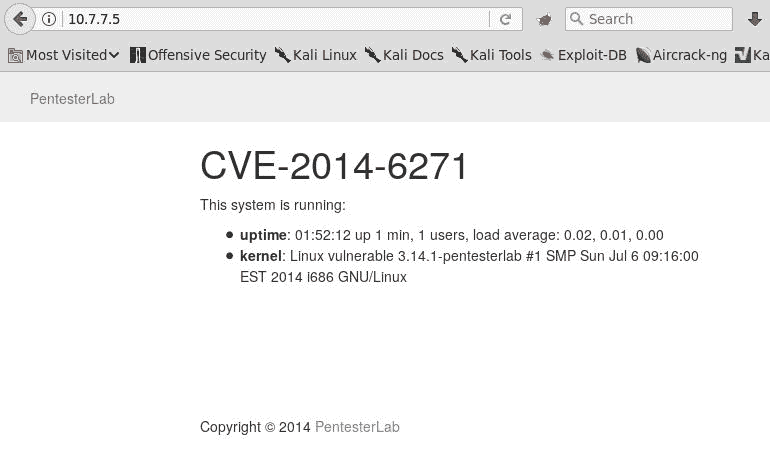 10.7.7.5
Search
Most Visited Offensive Security Kali Linux Kali Docs Kali Tools Exploit-DB Aircrack-ng Ka
PentesterLab
CVE-2014-6271
This system is running:
uptime: 01:52:12 up 1 min, 1 users, load average: 0.02, 0.01, 0.00
kernel: Linux vulnerable 3.14.1-pentesterlab #1 SMP Sun Jul 6 09:16:00
EST 2014 i686 GNU/Linux
Copyright © 2014 PentesterLab